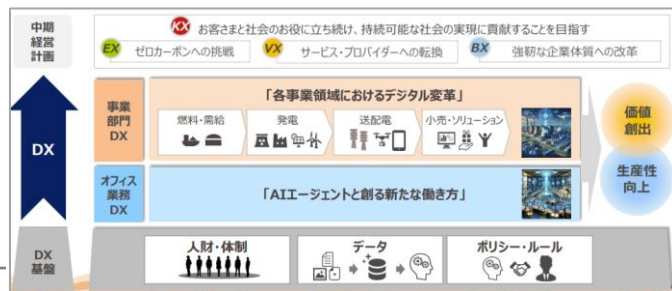 中期
経営
計画
KX お客さまと社会のお役に立ち続け、持続可能な社会の実現に貢献することを目指す
EX ゼロカーボンへの挑戦
VX サービス・プロバイダーへの転換
BX 強靭な企業体質への改革
DX
事業
部門
DX
「各事業領域におけるデジタル変革」
燃料・需給
発電
送配電
小売・ソリューション
オフィス
業務
DX
「AIエージェントと創る新たな働き方」
価値
創出
生産性
向上
DX
基盤
人財・体制
データ
ポリシー・ルール